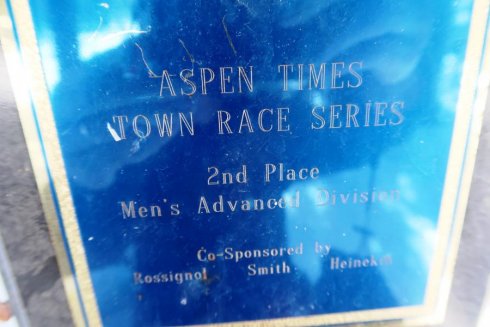 ASPEN TIMES
TOWN RACE SERIES
2nd Place
Men's Advanced Division
Co-Sponsored by
Rossignol Smith Heineken